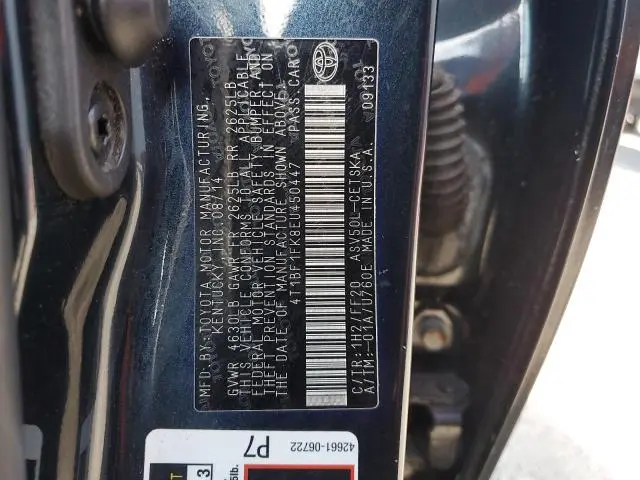 MFD. BY: TOYOTA MOTOR MANUFACTURING,
KENTUCKY, INC. 08/14
GVWR 4630LB GAWR FR 2625LB RR 2625LB
THIS VEHICLE CONFORMS TO ALL APPLICABLE
FEDERAL MOTOR VEHICLE SAFETY, BUMPER, AND
THEFT PREVENTION STANDARDS IN EFFECT ON
THE DATE OF MANUFACTURE SHOWN ABOVE.
4T1BF1FK8EU450447 PASS. CAR
C/TR: 1H2/FF20 ASV50L-CETSKA
A/TM: -01A/U760E MADE IN U.S.A. 09133
42661-06722
P7